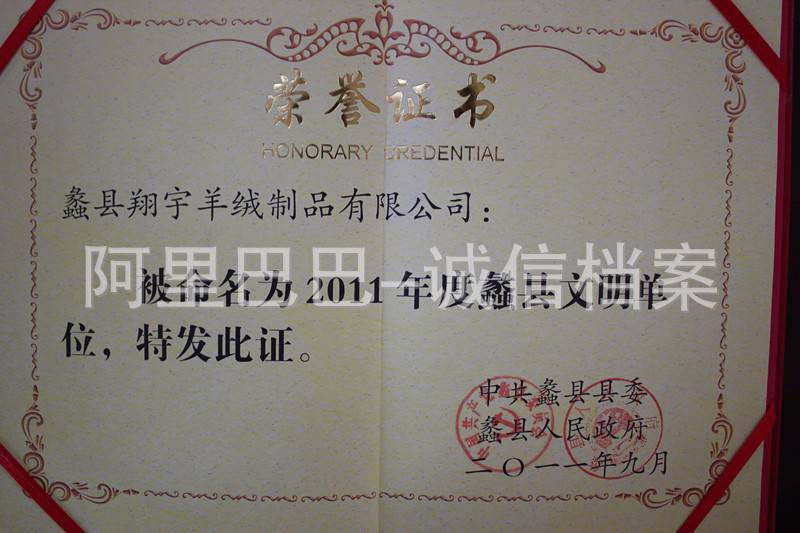 荣誉证书
HONORARY CREDENTIAL
蠡县翔宇羊绒制品有限公司：
阿里巴巴-诚信档案
被命名为2011年度蠡县文明单
位，特发此证。
中共蠡县县委
蠡县人民政府
二〇一一年九月